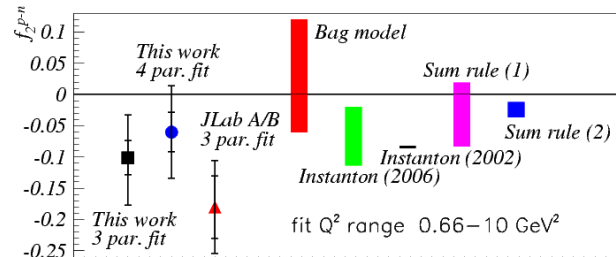 f₂ᵖ⁻ⁿ
0.1
0.05
0
-0.05
-0.1
-0.15
-0.2
-0.25
This work
4 par. fit
JLab A/B
3 par. fit
This work
3 par. fit
Bag model
Instanton (2006)
Instanton (2002)
Sum rule (1)
Sum rule (2)
fit Q² range 0.66−10 GeV²